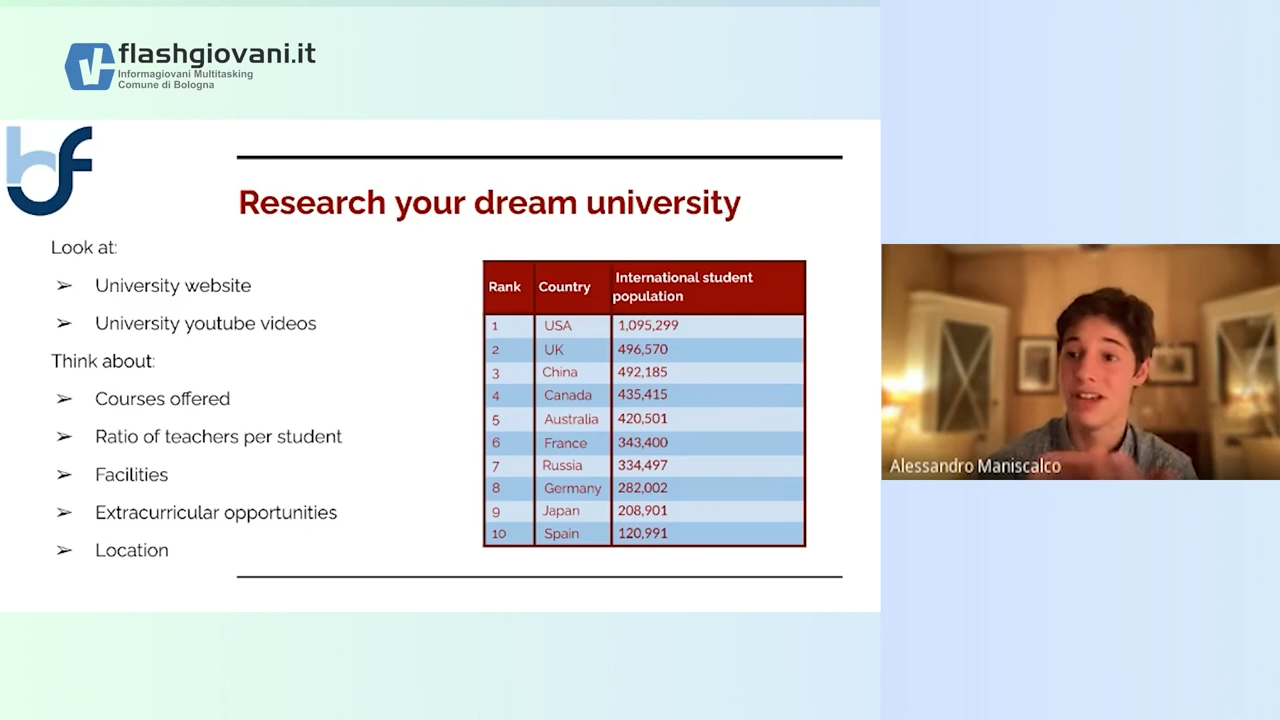 flashgiovani.it
Informagiovani Multitasking
Comune di Bologna
bf
Research your dream university
Look at:
➢ University website
➢ University youtube videos
Think about:
➢ Courses offered
➢ Ratio of teachers per student
➢ Facilities
➢ Extracurricular opportunities
➢ Location
Rank Country International student population
1 USA 1,095,299
2 UK 496,570
3 China 492,185
4 Canada 435,415
5 Australia 420,501
6 France 343,400
7 Russia 334,497
8 Germany 282,002
9 Japan 208,901
10 Spain 120,991
Alessandro Maniscalco